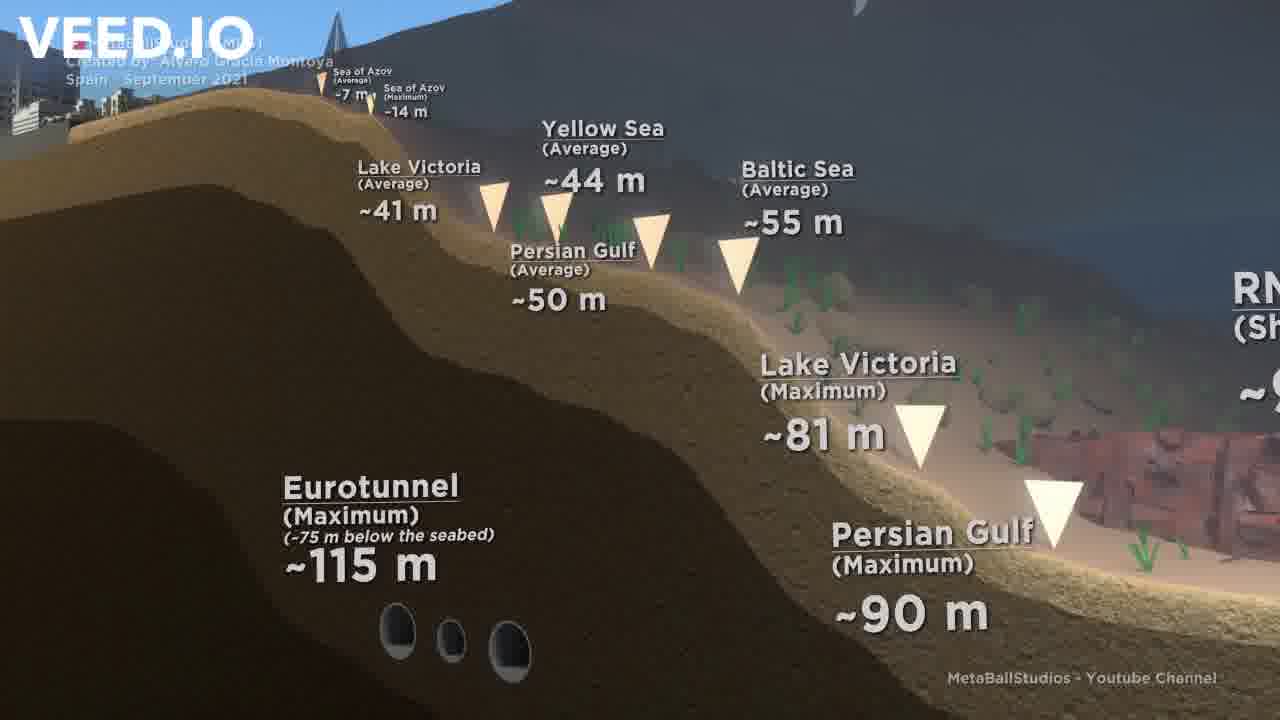 VEED.IO
MetaBallStudios (MBS)
Created by: Alvaro Gracia Montoya
Spain - September 2021
Sea of Azov
(Average)
~7 m
Sea of Azov
(Maximum)
~14 m
Yellow Sea
(Average)
~44 m
Lake Victoria
(Average)
~41 m
Baltic Sea
(Average)
~55 m
Persian Gulf
(Average)
~50 m
Lake Victoria
(Maximum)
~81 m
Eurotunnel
(Maximum)
(~75 m below the seabed)
~115 m
Persian Gulf
(Maximum)
~90 m
MetaBallStudios - Youtube Channel